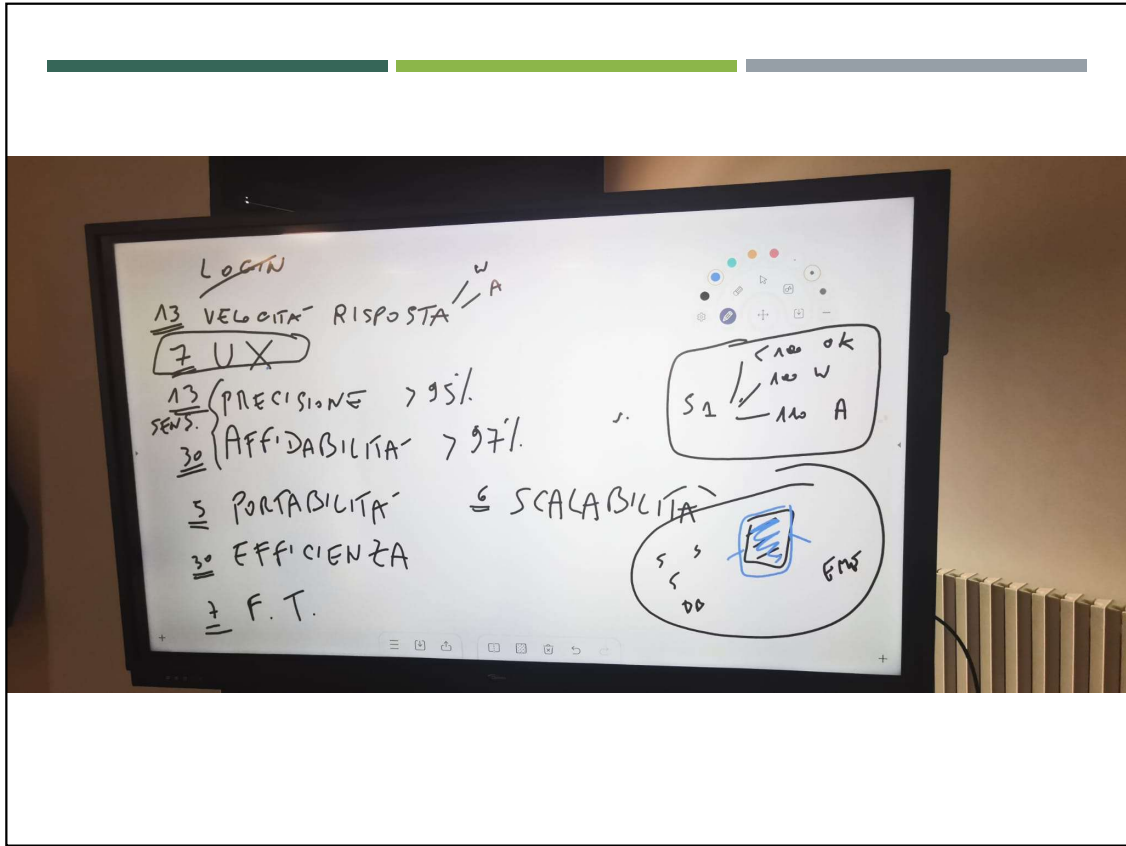 LOGIN
13 VELOCITA' RISPOSTA W
A
7 UX
13 PRECISIONE > 95%
SENS.
30 AFFIDABILITA' > 97%
5 PORTABILITA' 6 SCALABILITA'
30 EFFICIENZA
7 F. T.
< 100 OK
100 W
S1
110 A
S S
S
DD